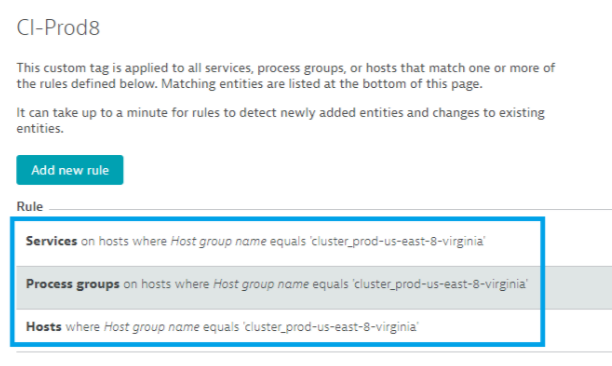 CI-Prod8
This custom tag is applied to all services, process groups, or hosts that match one or more of
the rules defined below. Matching entities are listed at the bottom of this page.
It can take up to a minute for rules to detect newly added entities and changes to existing
entities.
Add new rule
Rule
Services on hosts where Host group name equals 'cluster_prod-us-east-8-virginia'
Process groups on hosts where Host group name equals 'cluster_prod-us-east-8-virginia'
Hosts where Host group name equals 'cluster_prod-us-east-8-virginia'